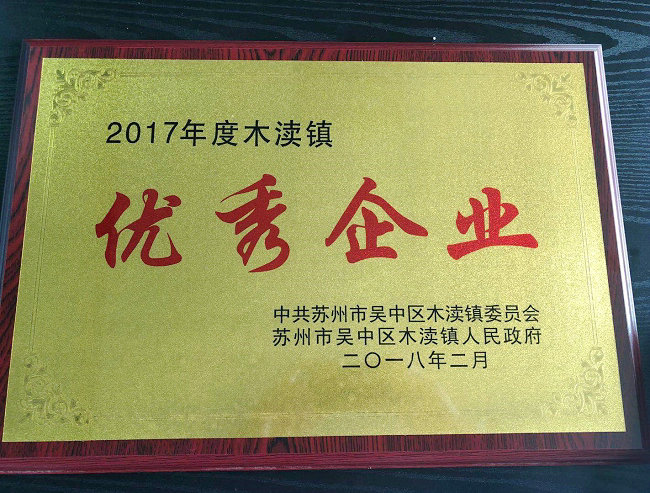 2017年度木渎镇
优秀企业
中共苏州市吴中区木渎镇委员会
苏州市吴中区木渎镇人民政府
二〇一八年二月